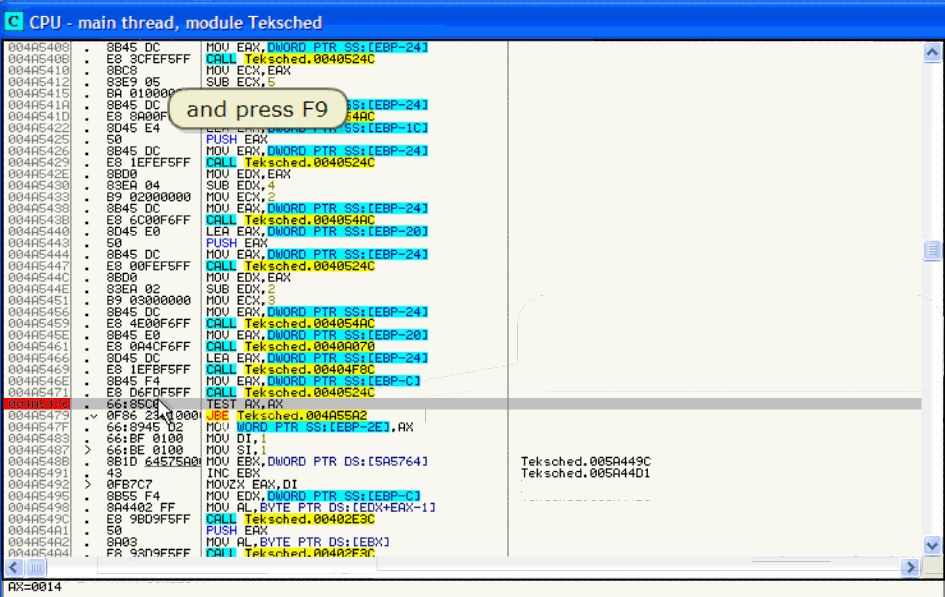 C CPU - main thread, module Teksched
004A5408 . 8B45 DC MOV EAX,DWORD PTR SS:[EBP-24]
004A540B . E8 3CFEF5FF CALL Teksched.0040524C
004A5410 . 8BC8 MOV ECX,EAX
004A5412 . 83E9 05 SUB ECX,5
004A5415 . BA 0100000
004A541A . 8B45 DC SS:[EBP-24]
004A541D . E8 8A00F 54AC
and press F9
004A5422 . 8D45 E4 LEA EAX,DWORD PTR SS:[EBP-1C]
004A5425 . 50 PUSH EAX
004A5426 . 8B45 DC MOV EAX,DWORD PTR SS:[EBP-24]
004A5429 . E8 1EFEF5FF CALL Teksched.0040524C
004A542E . 8BD0 MOV EDX,EAX
004A5430 . 83EA 04 SUB EDX,4
004A5433 . B9 02000000 MOV ECX,2
004A5438 . 8B45 DC MOV EAX,DWORD PTR SS:[EBP-24]
004A543B . E8 6C00F6FF CALL Teksched.004054AC
004A5440 . 8D45 E0 LEA EAX,DWORD PTR SS:[EBP-20]
004A5443 . 50 PUSH EAX
004A5444 . 8B45 DC MOV EAX,DWORD PTR SS:[EBP-24]
004A5447 . E8 00FEF5FF CALL Teksched.0040524C
004A544C . 8BD0 MOV EDX,EAX
004A544E . 83EA 02 SUB EDX,2
004A5451 . B9 03000000 MOV ECX,3
004A5456 . 8B45 DC MOV EAX,DWORD PTR SS:[EBP-24]
004A5459 . E8 4E00F6FF CALL Teksched.004054AC
004A545E . 8B45 E0 MOV EAX,DWORD PTR SS:[EBP-20]
004A5461 . E8 0A4CF6FF CALL Teksched.0040A070
004A5466 . 8D45 DC LEA EAX,DWORD PTR SS:[EBP-24]
004A5469 . E8 1EFBF5FF CALL Teksched.00404F8C
004A546E . 8B45 F4 MOV EAX,DWORD PTR SS:[EBP-C]
004A5471 . E8 D6FDF5FF CALL Teksched.0040524C
004A5476 . 66:85C0 TEST AX,AX
004A5479 .v 0F86 23 1000 JBE Teksched.004A55A2
004A547F . 66:8945 D2 MOV WORD PTR SS:[EBP-2E],AX
004A5483 . 66:BF 0100 MOV DI,1
004A5487 > 66:BE 0100 MOV SI,1
004A548B . 8B1D 64575A00 MOV EBX,DWORD PTR DS:[5A5764] Teksched.005A449C
004A5491 . 43 INC EBX Teksched.005A44D1
004A5492 > 0FB7C7 MOVZX EAX,DI
004A5495 . 8B55 F4 MOV EDX,DWORD PTR SS:[EBP-C]
004A5498 . 8A4402 FF MOV AL,BYTE PTR DS:[EDX+EAX-1]
004A549C . E8 9BD9F5FF CALL Teksched.00402E3C
004A54A1 . 50 PUSH EAX
004A54A2 . 8A03 MOV AL,BYTE PTR DS:[EBX]
004A54A4 . E8 93D9F5FF CALL Teksched.00402E3C
AX=0014